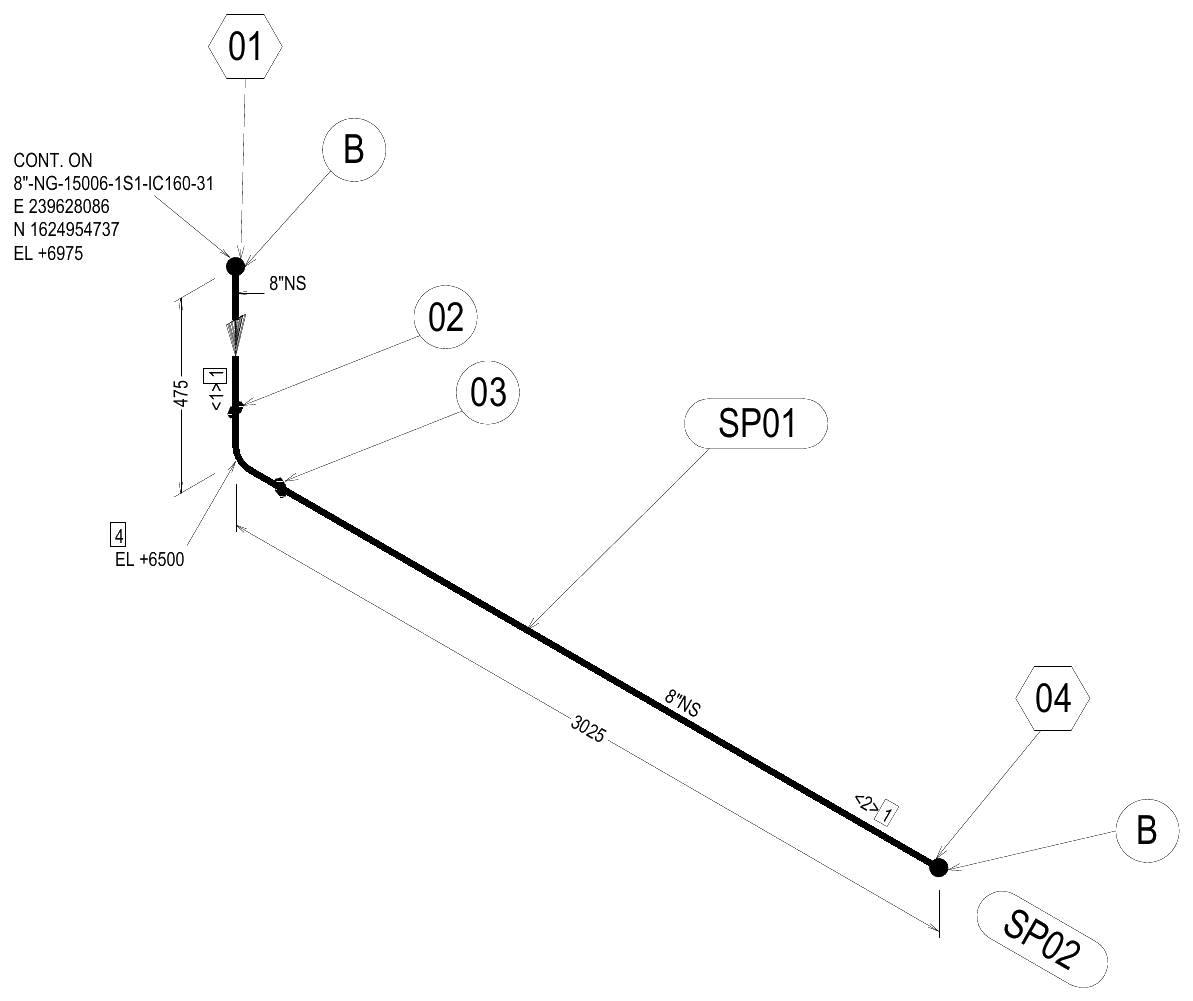 01
B
CONT. ON
8"-NG-15006-1S1-IC160-31
E 239628086
N 1624954737
EL +6975
8"NS
02
<1> 1
475
03
SP01
4
EL +6500
8"NS
3025
04
<2> 1
B
SP02